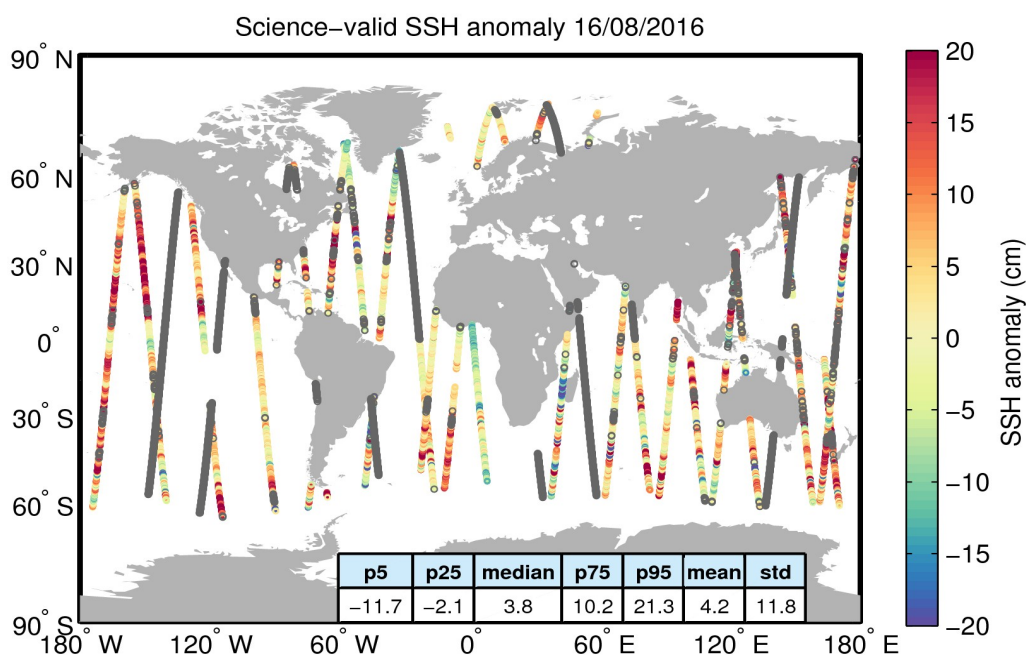 Science−valid SSH anomaly 16/08/2016
90° N
60° N
30° N
0°
30° S
60° S
90° S
180° W
120° W
60° W
0°
60° E
120° E
180° E
p5 p25 median p75 p95 mean std
−11.7 −2.1 3.8 10.2 21.3 4.2 11.8
20
15
10
5
0
−5
−10
−15
−20
SSH anomaly (cm)